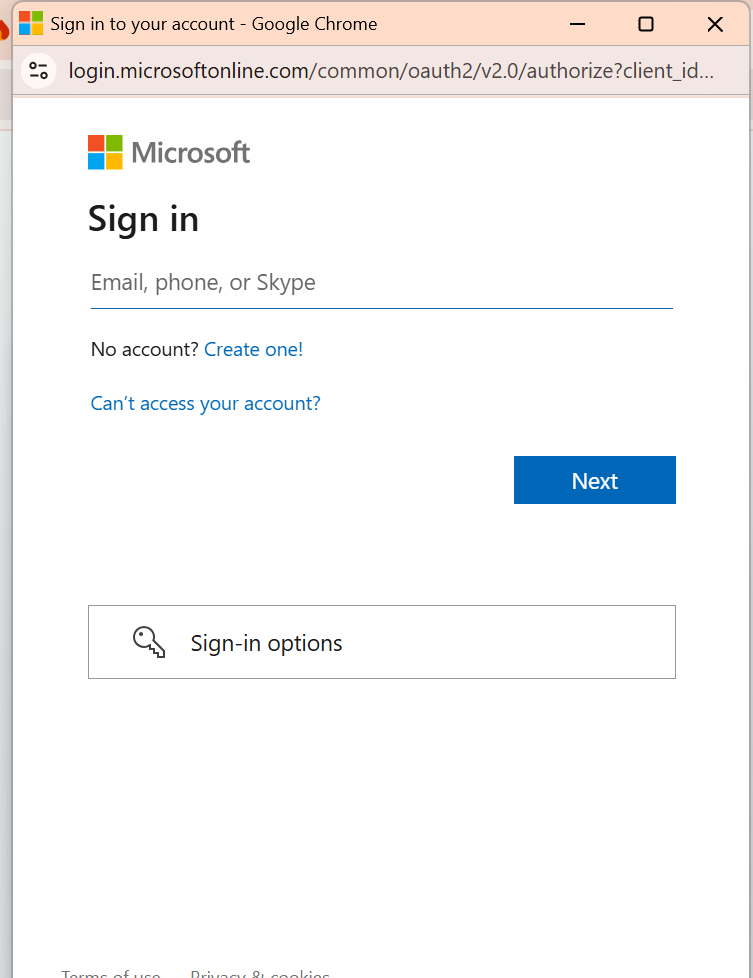 Sign in to your account - Google Chrome
login.microsoftonline.com/common/oauth2/v2.0/authorize?client_id...
Microsoft
Sign in
Email, phone, or Skype
No account? Create one!
Can't access your account?
Next
Sign-in options
Terms of use Privacy & cookies